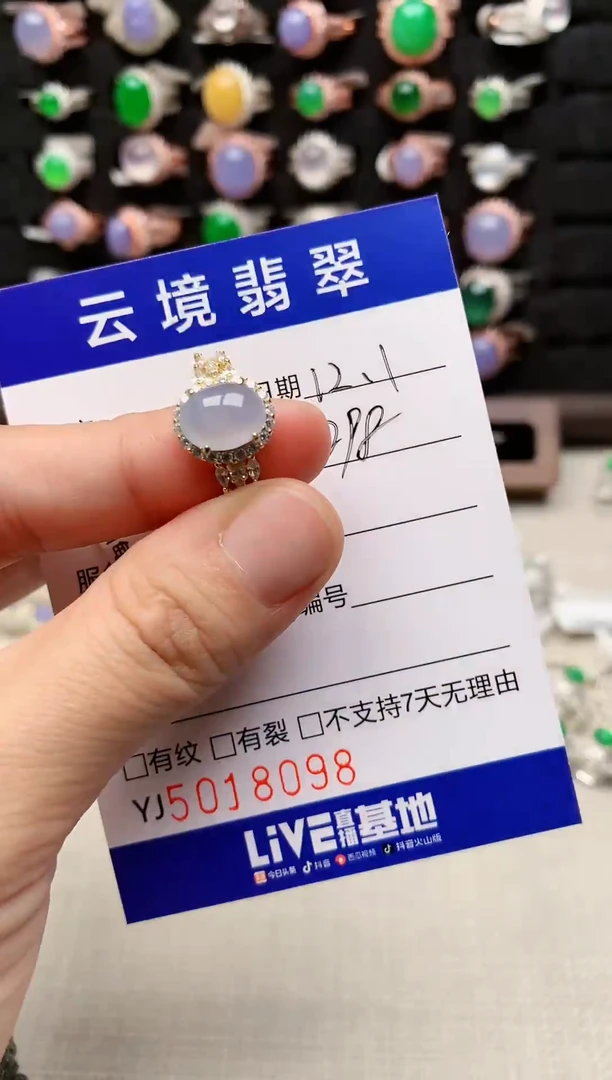 云境翡翠
日期 12.1
编号
□有纹 □有裂 □不支持7天无理由
YJ5018098
LiVE直播基地
今日头条 抖音 西瓜视频 抖音火山版